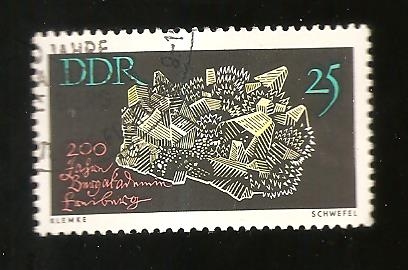 JAHRE
DDR
25
200
Jahre
Bergakademie
Freiberg
KLEMKE
SCHWEFEL